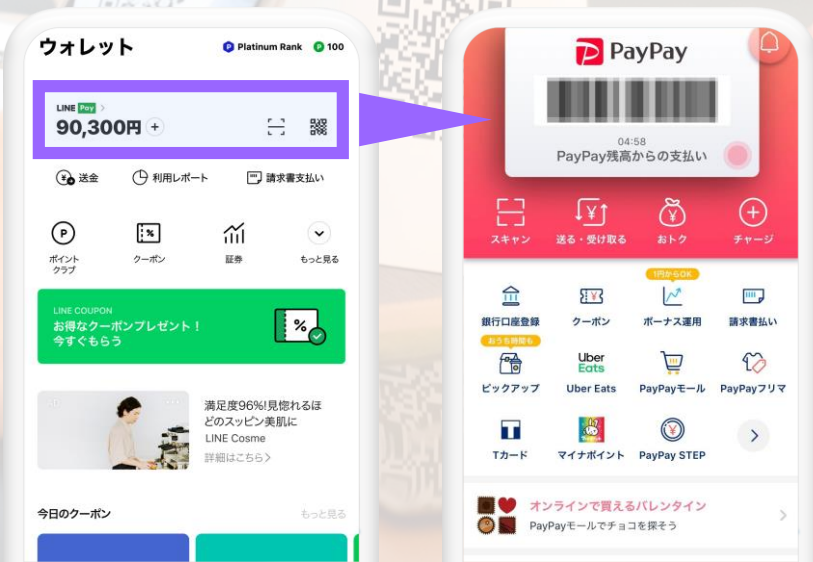 ウォレット
Platinum Rank
100
LINE Pay
90,300円
送金
利用レポート
請求書支払い
ポイント
クラブ
クーポン
証券
もっと見る
LINE COUPON
お得なクーポンプレゼント！
今すぐもらう
満足度96%!見惚れるほ
どのスッピン美肌に
LINE Cosme
詳細はこちら
今日のクーポン
もっと見る
PayPay
04:58
PayPay残高からの支払い
スキャン
送る・受け取る
おトク
チャージ
1円からOK
銀行口座登録
クーポン
ボーナス運用
請求書払い
おうち時間も
ピックアップ
Uber Eats
Uber Eats
PayPayモール
PayPayフリマ
Tカード
マイナポイント
PayPay STEP
オンラインで買えるバレンタイン
PayPayモールでチョコを探そう